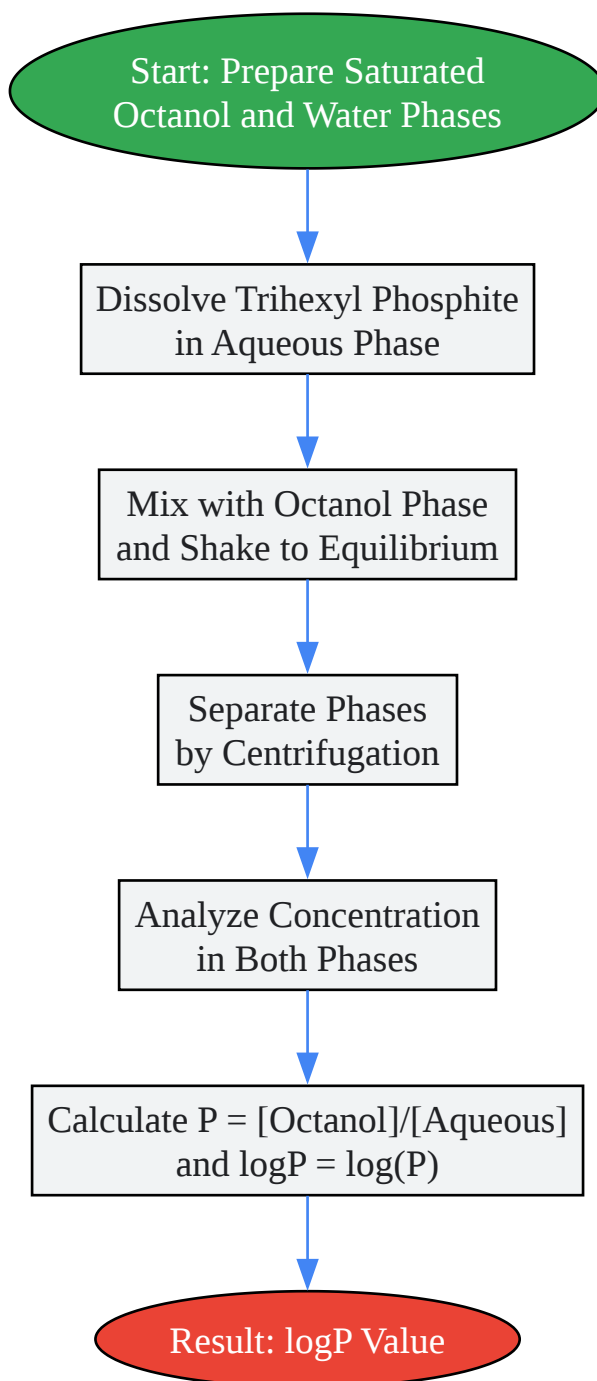 Start: Prepare Saturated
Octanol and Water Phases
Dissolve Trihexyl Phosphite
in Aqueous Phase
Mix with Octanol Phase
and Shake to Equilibrium
Separate Phases
by Centrifugation
Analyze Concentration
in Both Phases
Calculate P = [Octanol]/[Aqueous]
and logP = log(P)
Result: logP Value